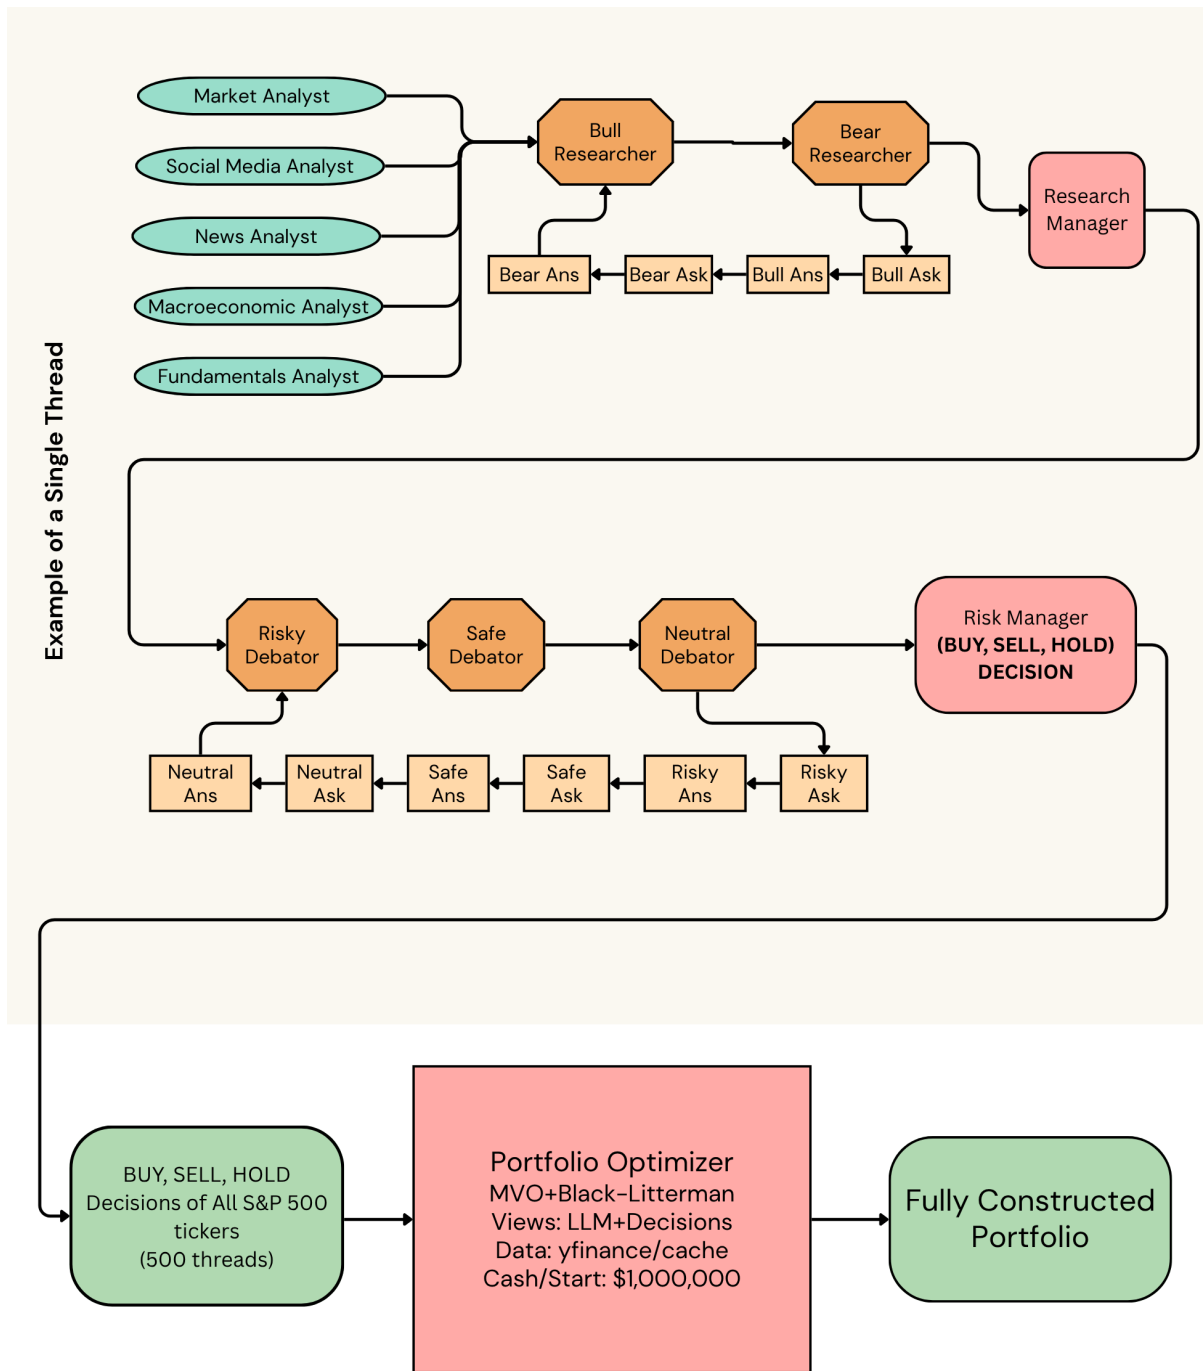 Market Analyst
Social Media Analyst
News Analyst
Macroeconomic Analyst
Fundamentals Analyst
Bull
Researcher
Bear
Researcher
Research
Manager
Bear Ans
Bear Ask
Bull Ans
Bull Ask
Example of a Single Thread
Risky
Debator
Safe
Debator
Neutral
Debator
Risk Manager
(BUY, SELL, HOLD)
DECISION
Neutral
Ans
Neutral
Ask
Safe
Ans
Safe
Ask
Risky
Ans
Risky
Ask
BUY, SELL, HOLD
Decisions of All S&P 500
tickers
(500 threads)
Portfolio Optimizer
MVO+Black-Litterman
Views: LLM+Decisions
Data: yfinance/cache
Cash/Start: $1,000,000
Fully Constructed
Portfolio